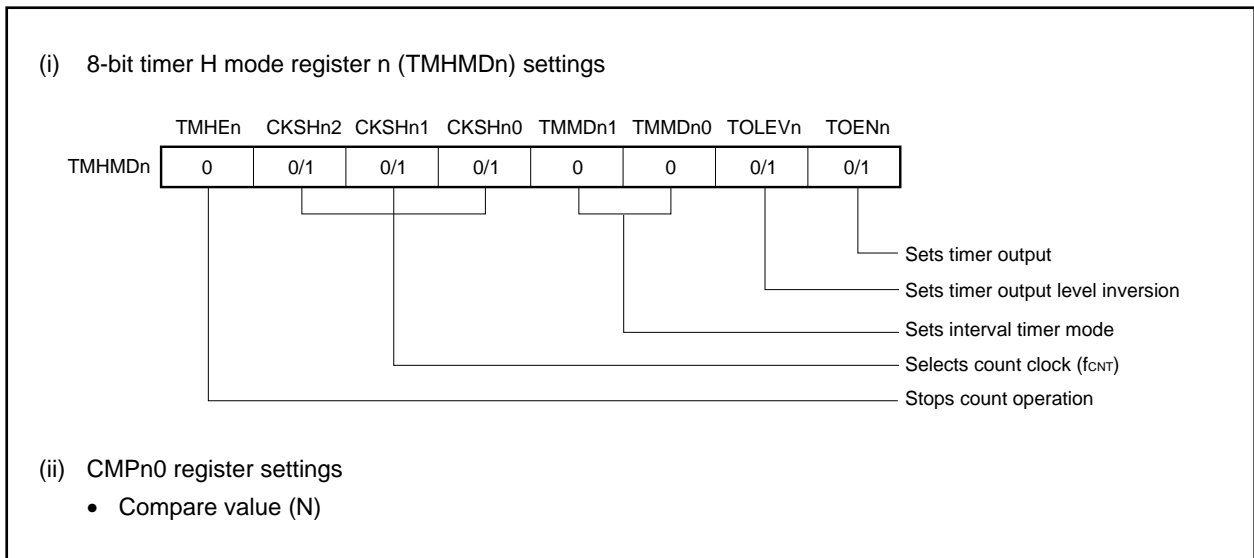 (i) 8-bit timer H mode register n (TMHMDn) settings
TMHEn CKSHn2 CKSHn1 CKSHn0 TMMDn1 TMMDn0 TOLEVn TOENn
TMHMDn 0 0/1 0/1 0/1 0 0 0/1 0/1
Sets timer output
Sets timer output level inversion
Sets interval timer mode
Selects count clock (fCNT)
Stops count operation
(ii) CMPn0 register settings
• Compare value (N)